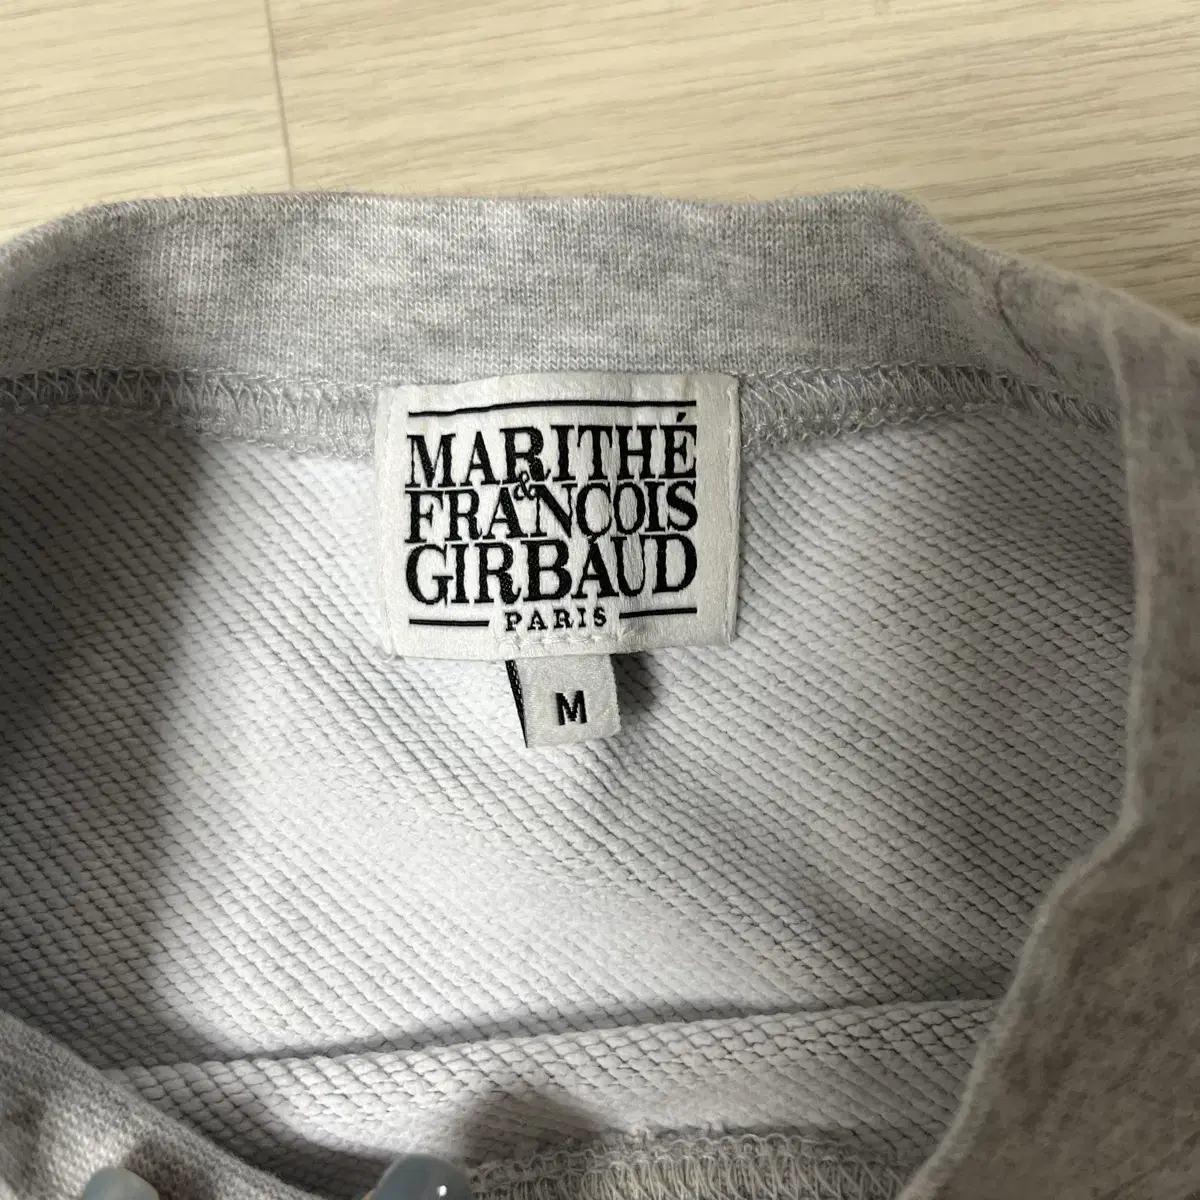 MARITHÉ
&
FRANÇOIS
GIRBAUD
PARIS
M